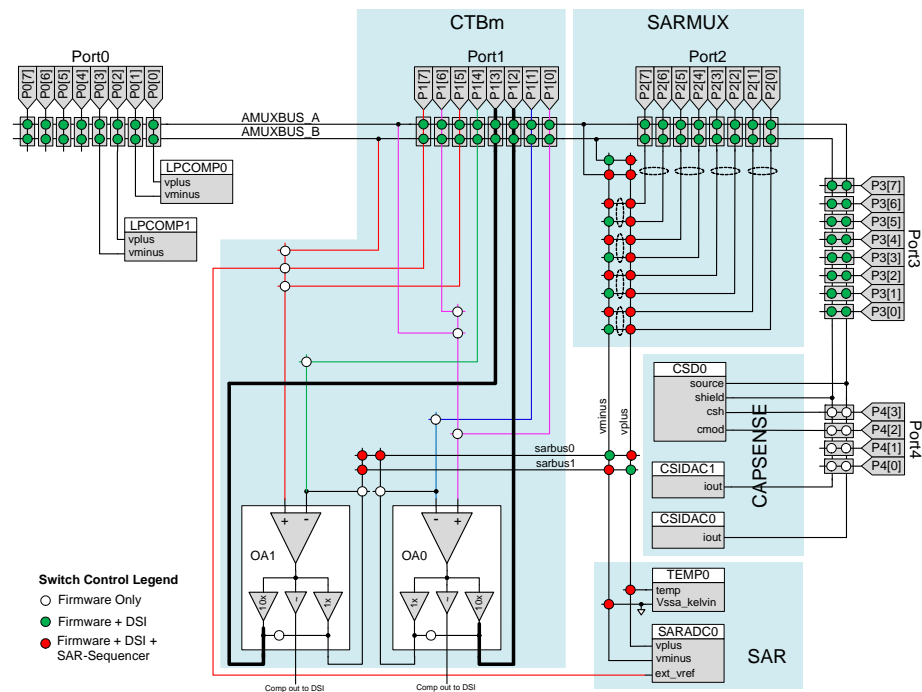 CTBm
SARMUX
Port0
Port1
Port2
P0[7]
P0[6]
P0[5]
P0[4]
P0[3]
P0[2]
P0[1]
P0[0]
P1[7]
P1[6]
P1[5]
P1[4]
P1[3]
P1[2]
P1[1]
P1[0]
P2[7]
P2[6]
P2[5]
P2[4]
P2[3]
P2[2]
P2[1]
P2[0]
AMUXBUS_A
AMUXBUS_B
LPCOMP0
vplus
vminus
LPCOMP1
vplus
vminus
P3[7]
P3[6]
P3[5]
P3[4]
P3[3]
P3[2]
P3[1]
P3[0]
Port3
CSD0
source
shield
csh
cmod
CAPSENSE
P4[3]
P4[2]
P4[1]
P4[0]
Port4
vminus
vplus
sarbus0
sarbus1
CSIDAC1
iout
CSIDAC0
iout
+
-
OA1
10x
~
1x
-
+
OA0
1x
~
10x
TEMP0
temp
Vssa_kelvin
SARADC0
vplus
vminus
ext_vref
SAR
Switch Control Legend
Firmware Only
Firmware + DSI
Firmware + DSI +
SAR-Sequencer
Comp out to DSI
Comp out to DSI